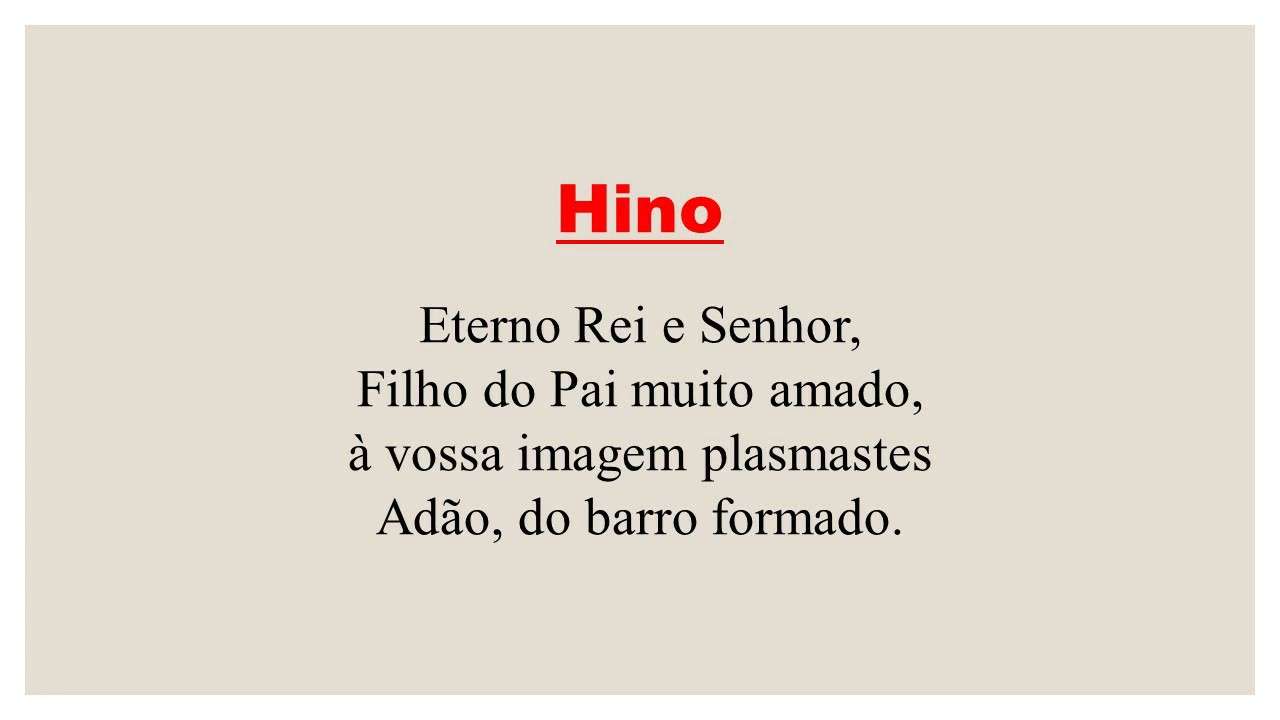 Hino
Eterno Rei e Senhor,
Filho do Pai muito amado,
à vossa imagem plasmastes
Adão, do barro formado.